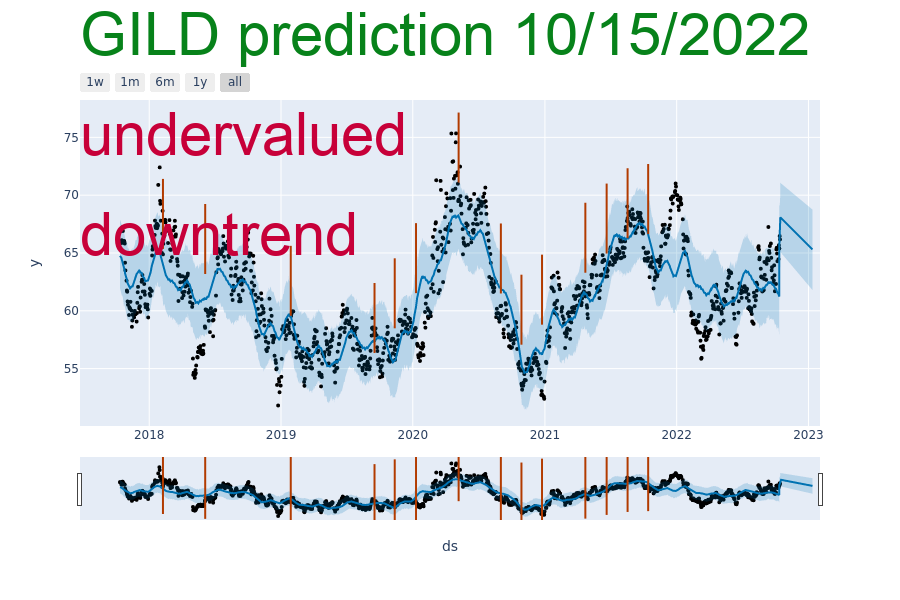 GILD prediction 10/15/2022
1w 1m 6m 1y all
undervalued
downtrend
75
70
65
60
55
y
2018 2019 2020 2021 2022 2023
ds